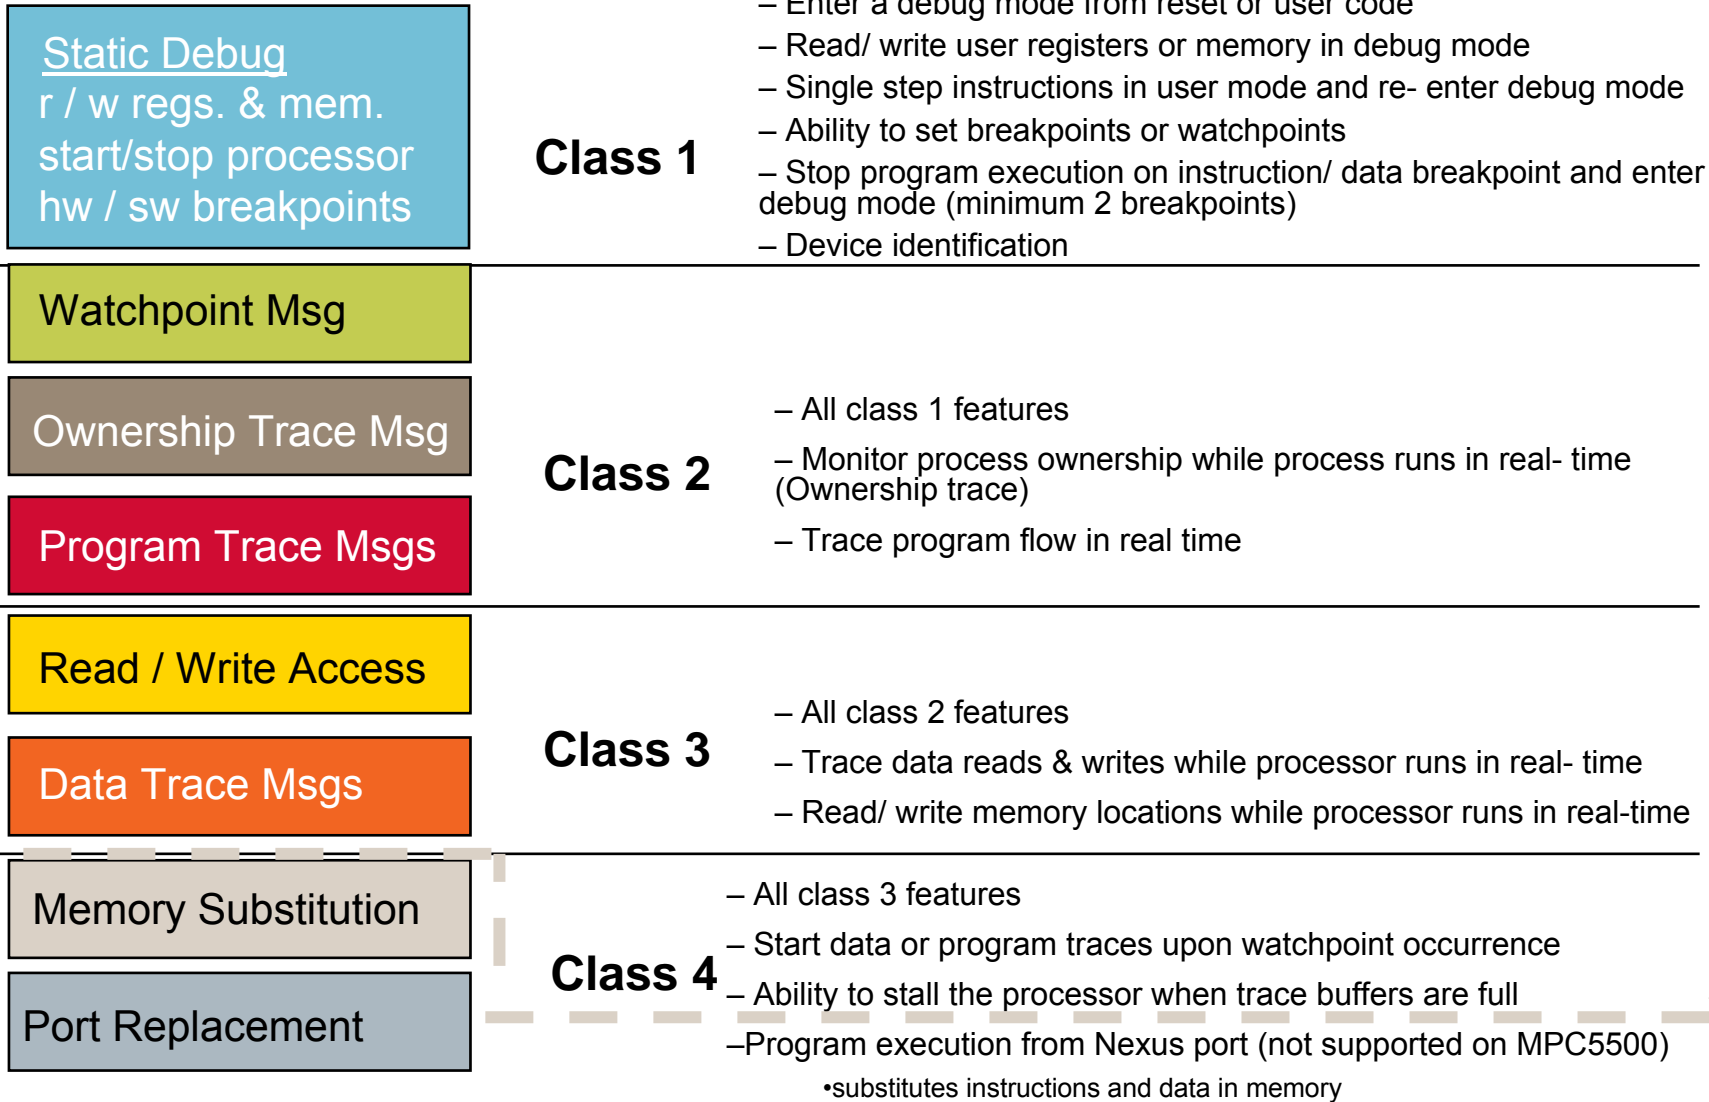 – Enter a debug mode from reset or user code
Static Debug
r / w regs. & mem.
start/stop processor
hw / sw breakpoints
Class 1
– Read/ write user registers or memory in debug mode
– Single step instructions in user mode and re- enter debug mode
– Ability to set breakpoints or watchpoints
– Stop program execution on instruction/ data breakpoint and enter
debug mode (minimum 2 breakpoints)
– Device identification
Watchpoint Msg
Ownership Trace Msg
Program Trace Msgs
Class 2
– All class 1 features
– Monitor process ownership while process runs in real- time
(Ownership trace)
– Trace program flow in real time
Read / Write Access
Data Trace Msgs
Class 3
– All class 2 features
– Trace data reads & writes while processor runs in real- time
– Read/ write memory locations while processor runs in real-time
Memory Substitution
Port Replacement
Class 4
– All class 3 features
– Start data or program traces upon watchpoint occurrence
– Ability to stall the processor when trace buffers are full
–Program execution from Nexus port (not supported on MPC5500)
•substitutes instructions and data in memory